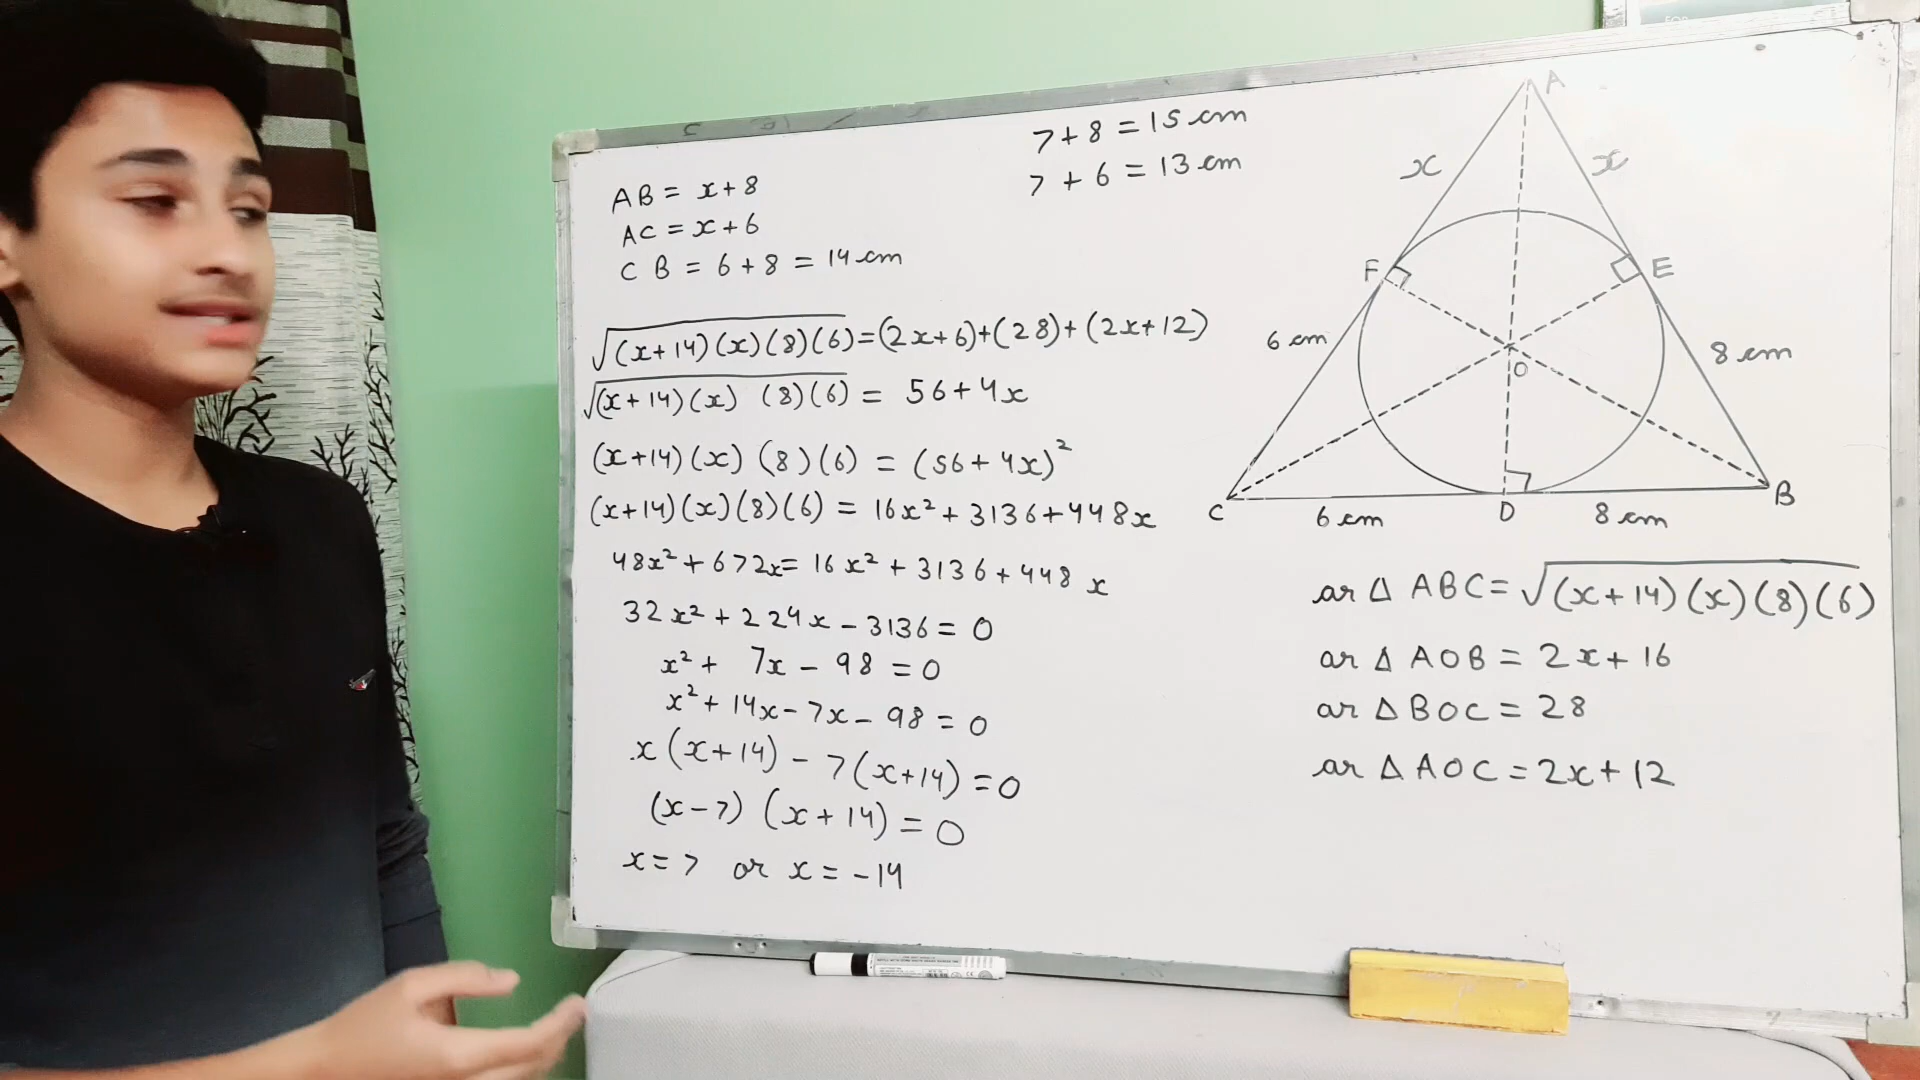 7 + 8 = 15 cm
7 + 6 = 13 cm
AB = x + 8
AC = x + 6
CB = 6 + 8 = 14 cm
√(x+14)(x)(8)(6) = (2x+6)+(28)+(2x+12)
√(x+14)(x) (8)(6) = 56+4x
(x+14)(x) (8)(6) = (56+4x)²
(x+14)(x)(8)(6) = 16x²+3136+448x
48x²+672x= 16x²+3136+448x
32x²+224x-3136=0
x²+ 7x - 98 = 0
x²+14x-7x-98=0
x(x+14) - 7(x+14)=0
(x-7) (x+14)=0
x=7 or x = -14
A
x x
F E
6 cm 8 cm
O
C D B
6 cm 8 cm
ar △ ABC = √(x+14)(x)(8)(6)
ar △ AOB = 2x+16
ar △ BOC = 28
ar △ AOC = 2x+12